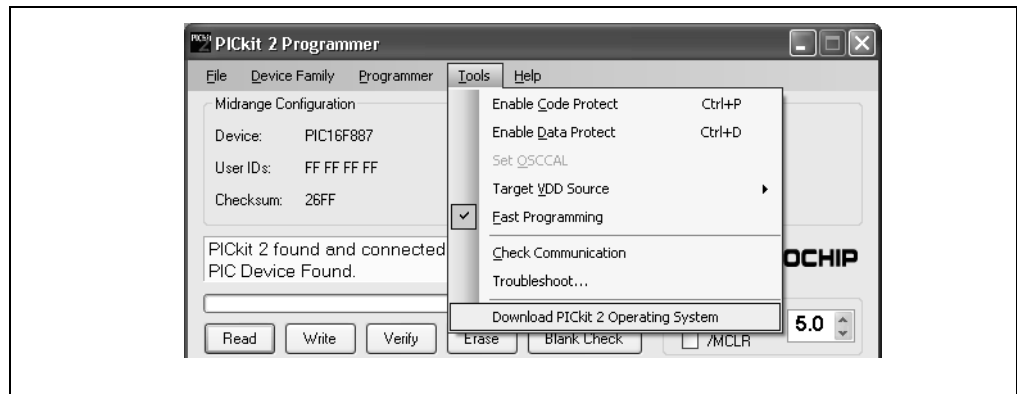 PICkit 2 Programmer
File Device Family Programmer Tools Help
Midrange Configuration
Enable Code Protect Ctrl+P
Device: PIC16F887
Enable Data Protect Ctrl+D
Set OSCCAL
User IDs: FF FF FF FF
Target VDD Source
Checksum: 26FF
Fast Programming
PICkit 2 found and connected
Check Communication
PIC Device Found.
OCHIP
Troubleshoot...
Download PICkit 2 Operating System
5.0
Read Write Verify Erase Blank Check /MCLR